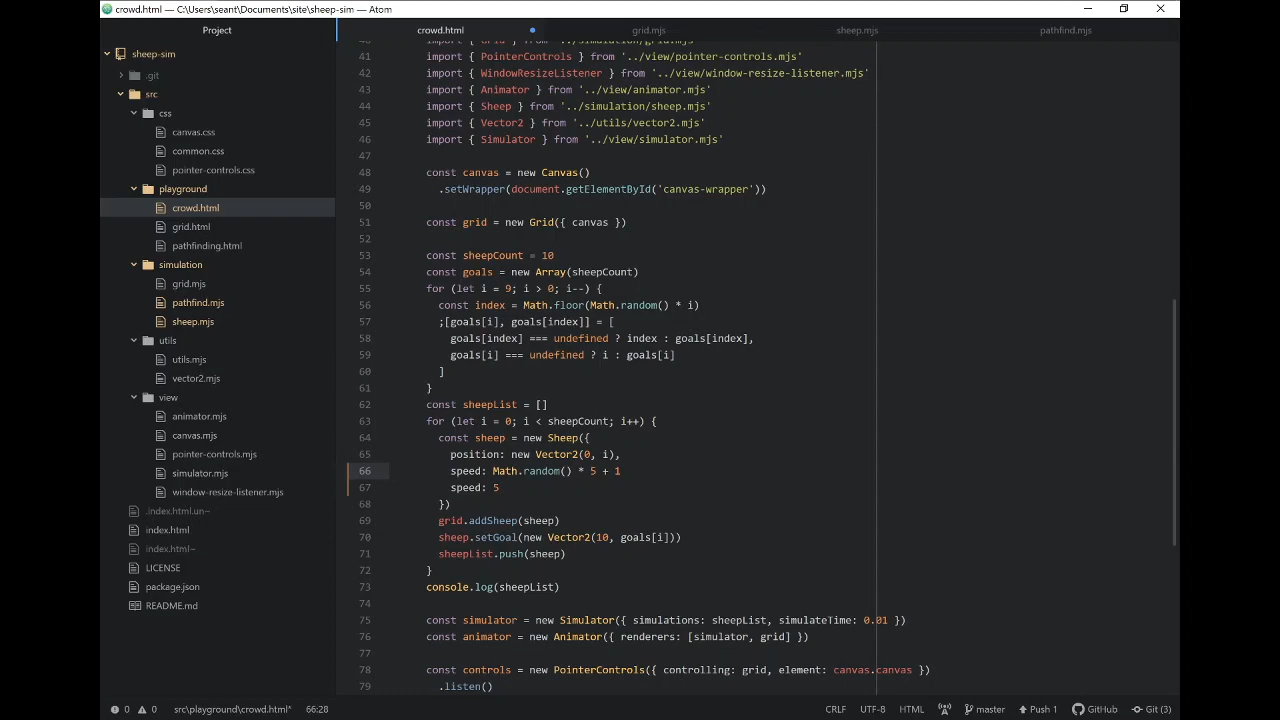 crowd.html — C:\Users\seant\Documents\site\sheep-sim — Atom
Project
crowd.html
grid.mjs
sheep.mjs
pathfind.mjs
sheep-sim
.git
src
css
canvas.css
common.css
pointer-controls.css
playground
crowd.html
grid.html
pathfinding.html
simulation
grid.mjs
pathfind.mjs
sheep.mjs
utils
utils.mjs
vector2.mjs
view
animator.mjs
canvas.mjs
pointer-controls.mjs
simulator.mjs
window-resize-listener.mjs
.index.html.un~
index.html
index.html~
LICENSE
package.json
README.md
40 import { Grid } from '../simulation/grid.mjs'
41 import { PointerControls } from '../view/pointer-controls.mjs'
42 import { WindowResizeListener } from '../view/window-resize-listener.mjs'
43 import { Animator } from '../view/animator.mjs'
44 import { Sheep } from '../simulation/sheep.mjs'
45 import { Vector2 } from '../utils/vector2.mjs'
46 import { Simulator } from '../view/simulator.mjs'
47
48 const canvas = new Canvas()
49 .setWrapper(document.getElementById('canvas-wrapper'))
50
51 const grid = new Grid({ canvas })
52
53 const sheepCount = 10
54 const goals = new Array(sheepCount)
55 for (let i = 9; i > 0; i--) {
56 const index = Math.floor(Math.random() * i)
57 ;[goals[i], goals[index]] = [
58 goals[index] === undefined ? index : goals[index],
59 goals[i] === undefined ? i : goals[i]
60 ]
61 }
62 const sheepList = []
63 for (let i = 0; i < sheepCount; i++) {
64 const sheep = new Sheep({
65 position: new Vector2(0, i),
66 speed: Math.random() * 5 + 1
67 speed: 5
68 })
69 grid.addSheep(sheep)
70 sheep.setGoal(new Vector2(10, goals[i]))
71 sheepList.push(sheep)
72 }
73 console.log(sheepList)
74
75 const simulator = new Simulator({ simulations: sheepList, simulateTime: 0.01 })
76 const animator = new Animator({ renderers: [simulator, grid] })
77
78 const controls = new PointerControls({ controlling: grid, element: canvas.canvas })
79 .listen()
0 0 src\playground\crowd.html* 66:28 CRLF UTF-8 HTML master Push 1 GitHub Git (3)